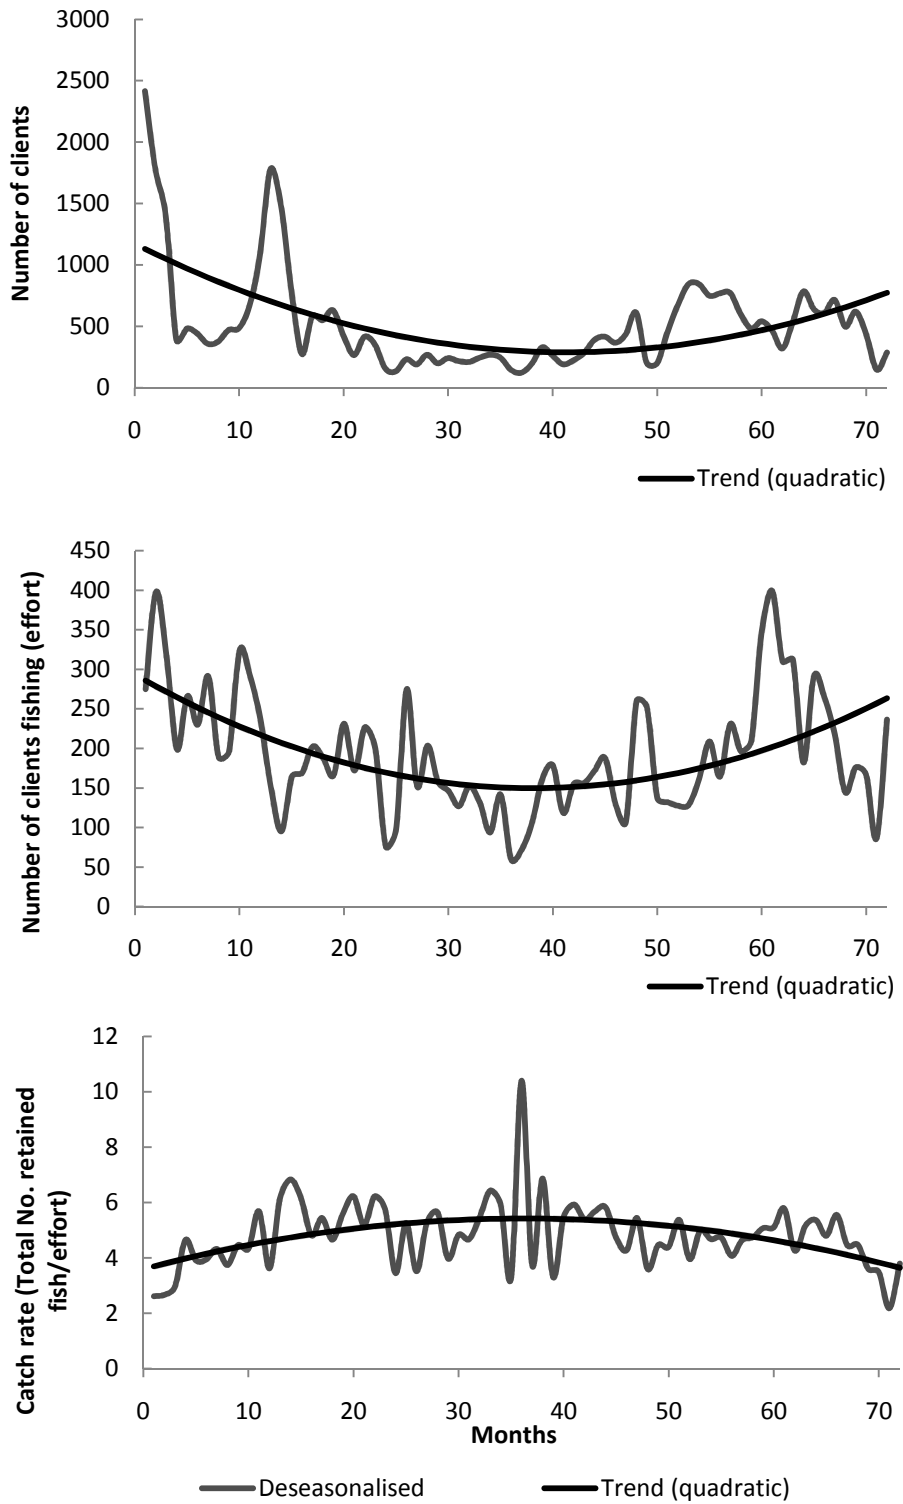 Number of clients
3000
2500
2000
1500
1000
500
0
0 10 20 30 40 50 60 70
Trend (quadratic)
Number of clients fishing (effort)
450
400
350
300
250
200
150
100
50
0
0 10 20 30 40 50 60 70
Trend (quadratic)
Catch rate (Total No. retained
fish/effort)
12
10
8
6
4
2
0
0 10 20 30 40 50 60 70
Months
Deseasonalised Trend (quadratic)